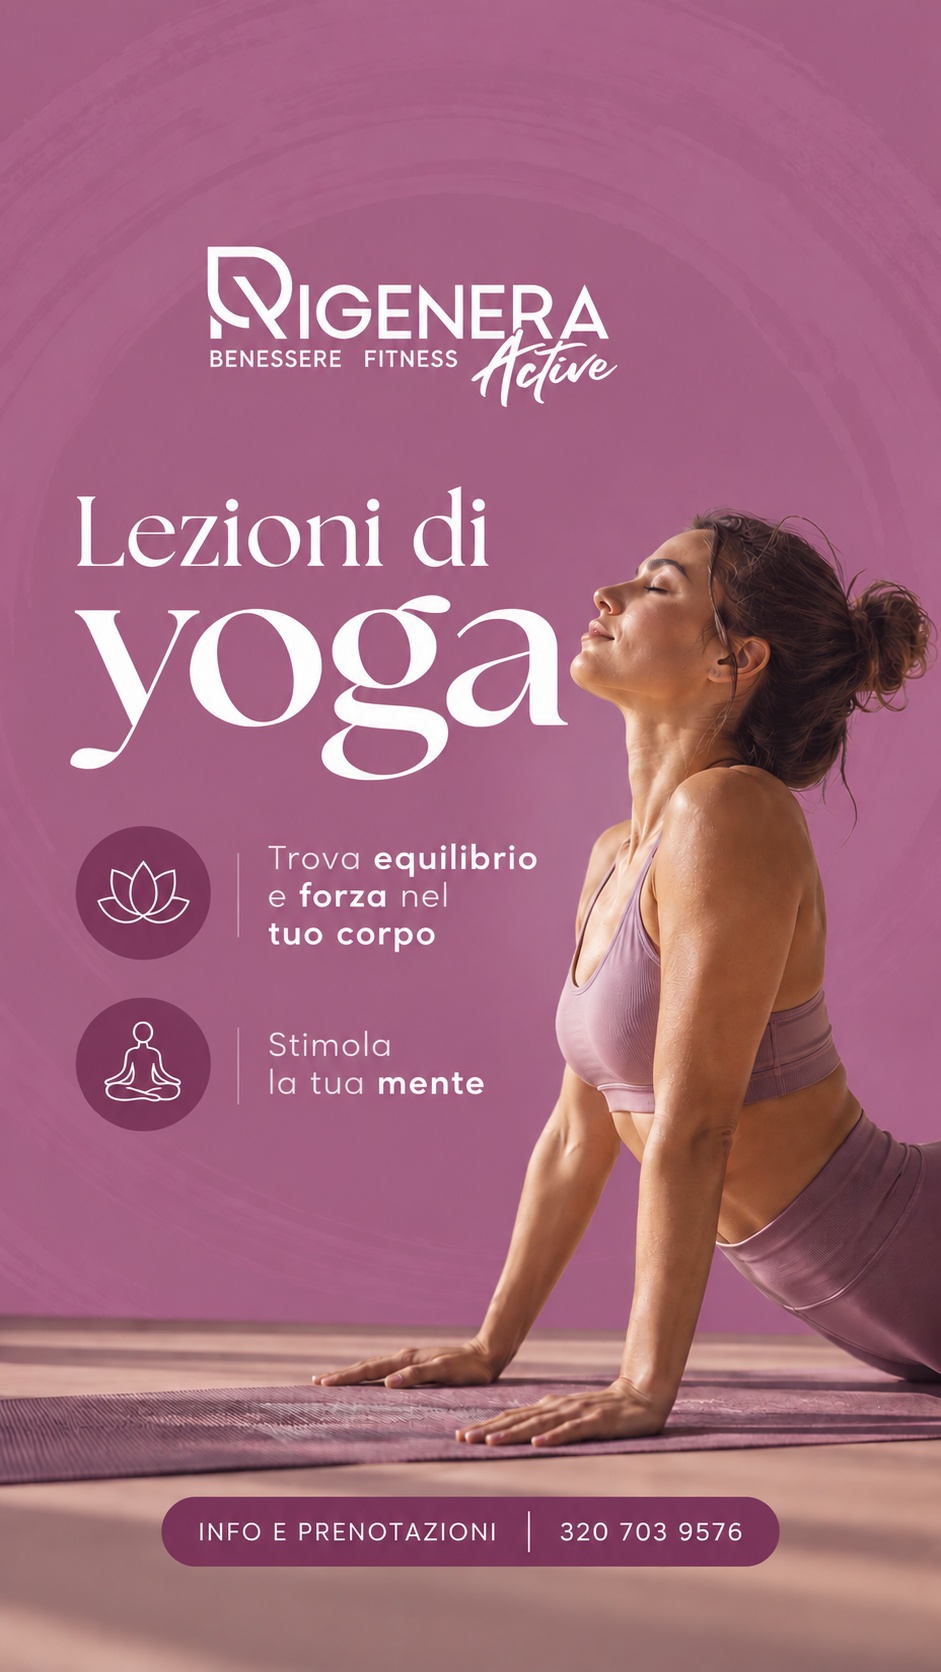 RIGENERA
BENESSERE FITNESS Active
Lezioni di
yoga
Trova equilibrio
e forza nel
tuo corpo
Stimola
la tua mente
INFO E PRENOTAZIONI | 320 703 9576